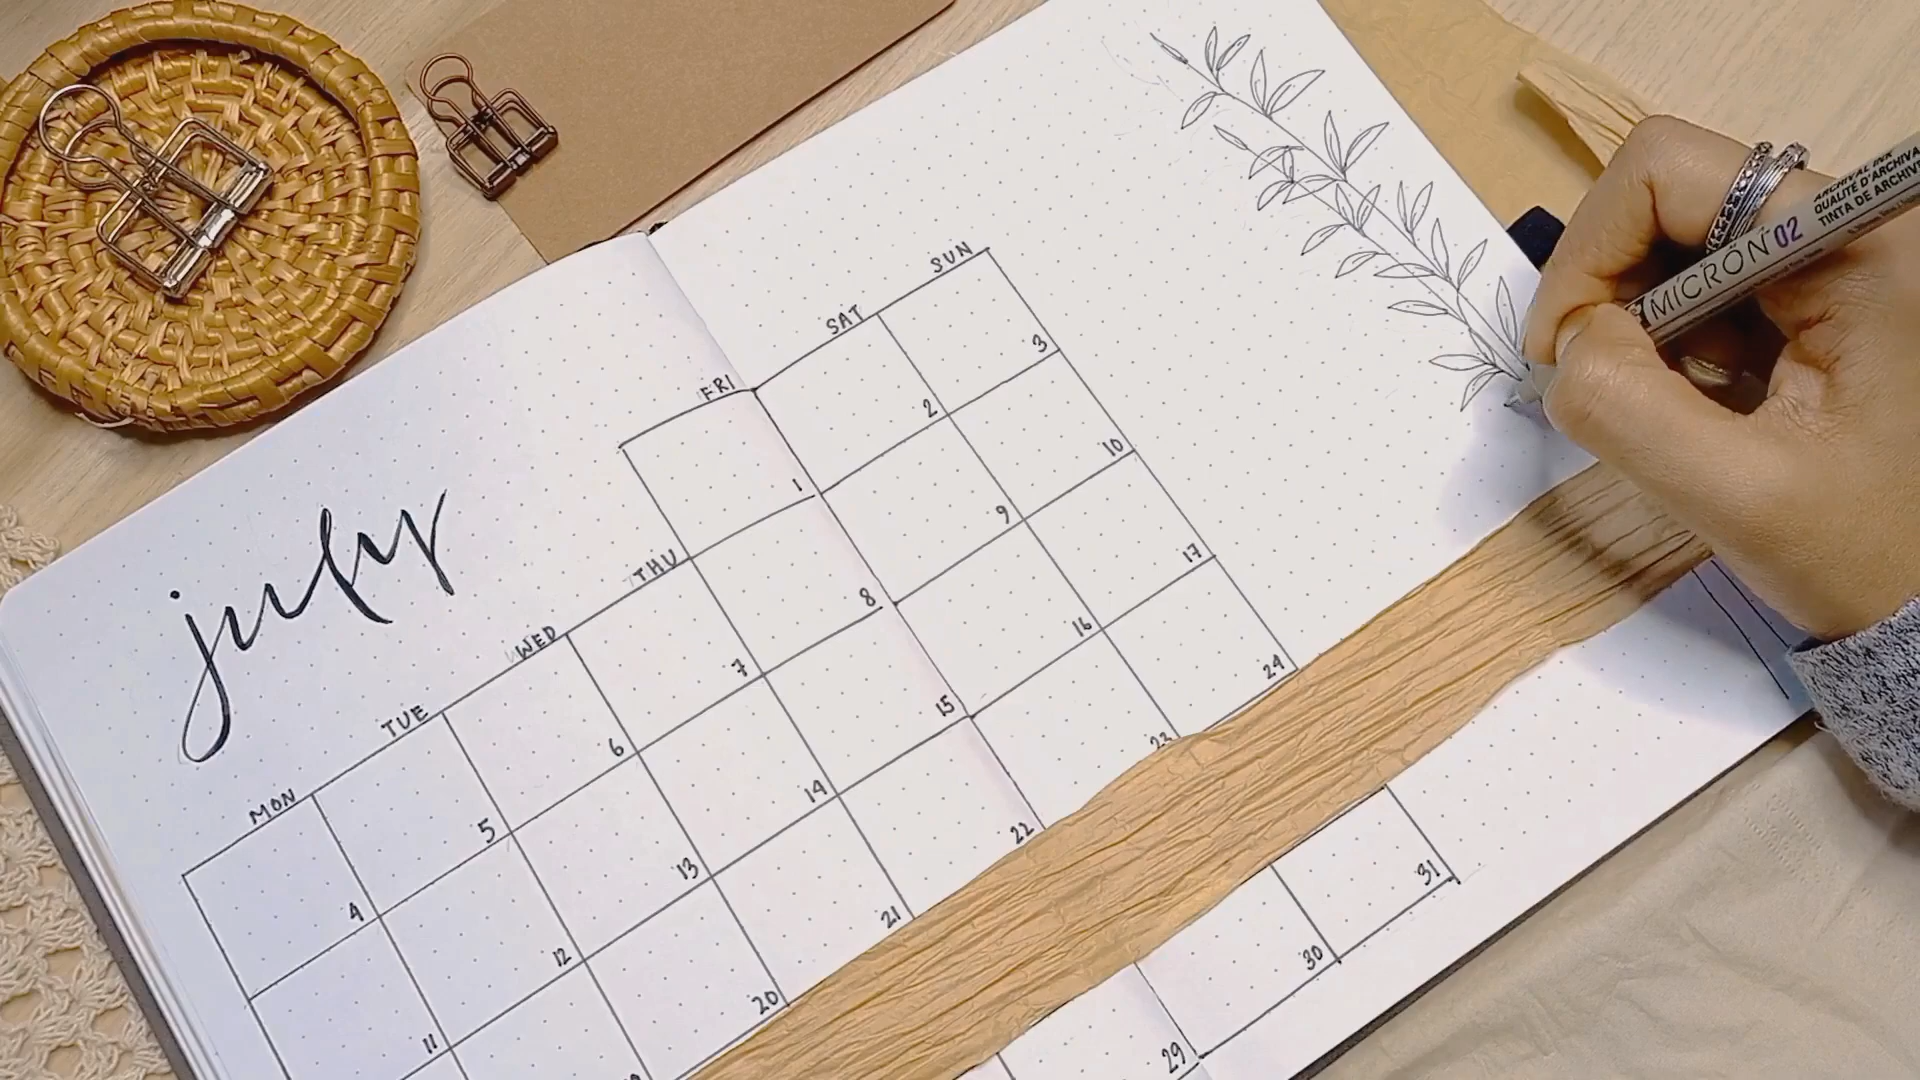 july
MON TUE WED THU FRI SAT SUN
1 2 3
4 5 6 7 8 9 10
11 12 13 14 15 16 17
20 21 22 23 24
29 30 31
MICRON 02
ARCHIVAL INK
QUALITÉ D'ARCHIVA
TINTA DE ARCHIV